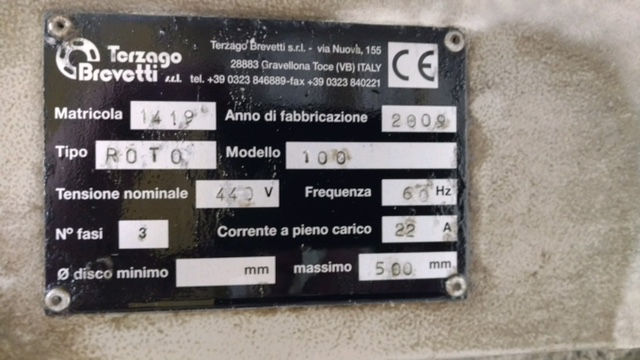 Terzago Brevetti s.r.l. - via Nuova, 155
28883 Gravellona Toce (VB) ITALY
Terzago
Brevetti s.r.l. tel. +39 0323 846889-fax +39 0323 840221
CE
Matricola 1419 Anno di fabbricazione 2009
Tipo ROTO Modello 100
Tensione nominale 440 V Frequenza 60 Hz
N° fasi 3 Corrente a pieno carico 22 A
Ø disco minimo mm massimo 500 mm